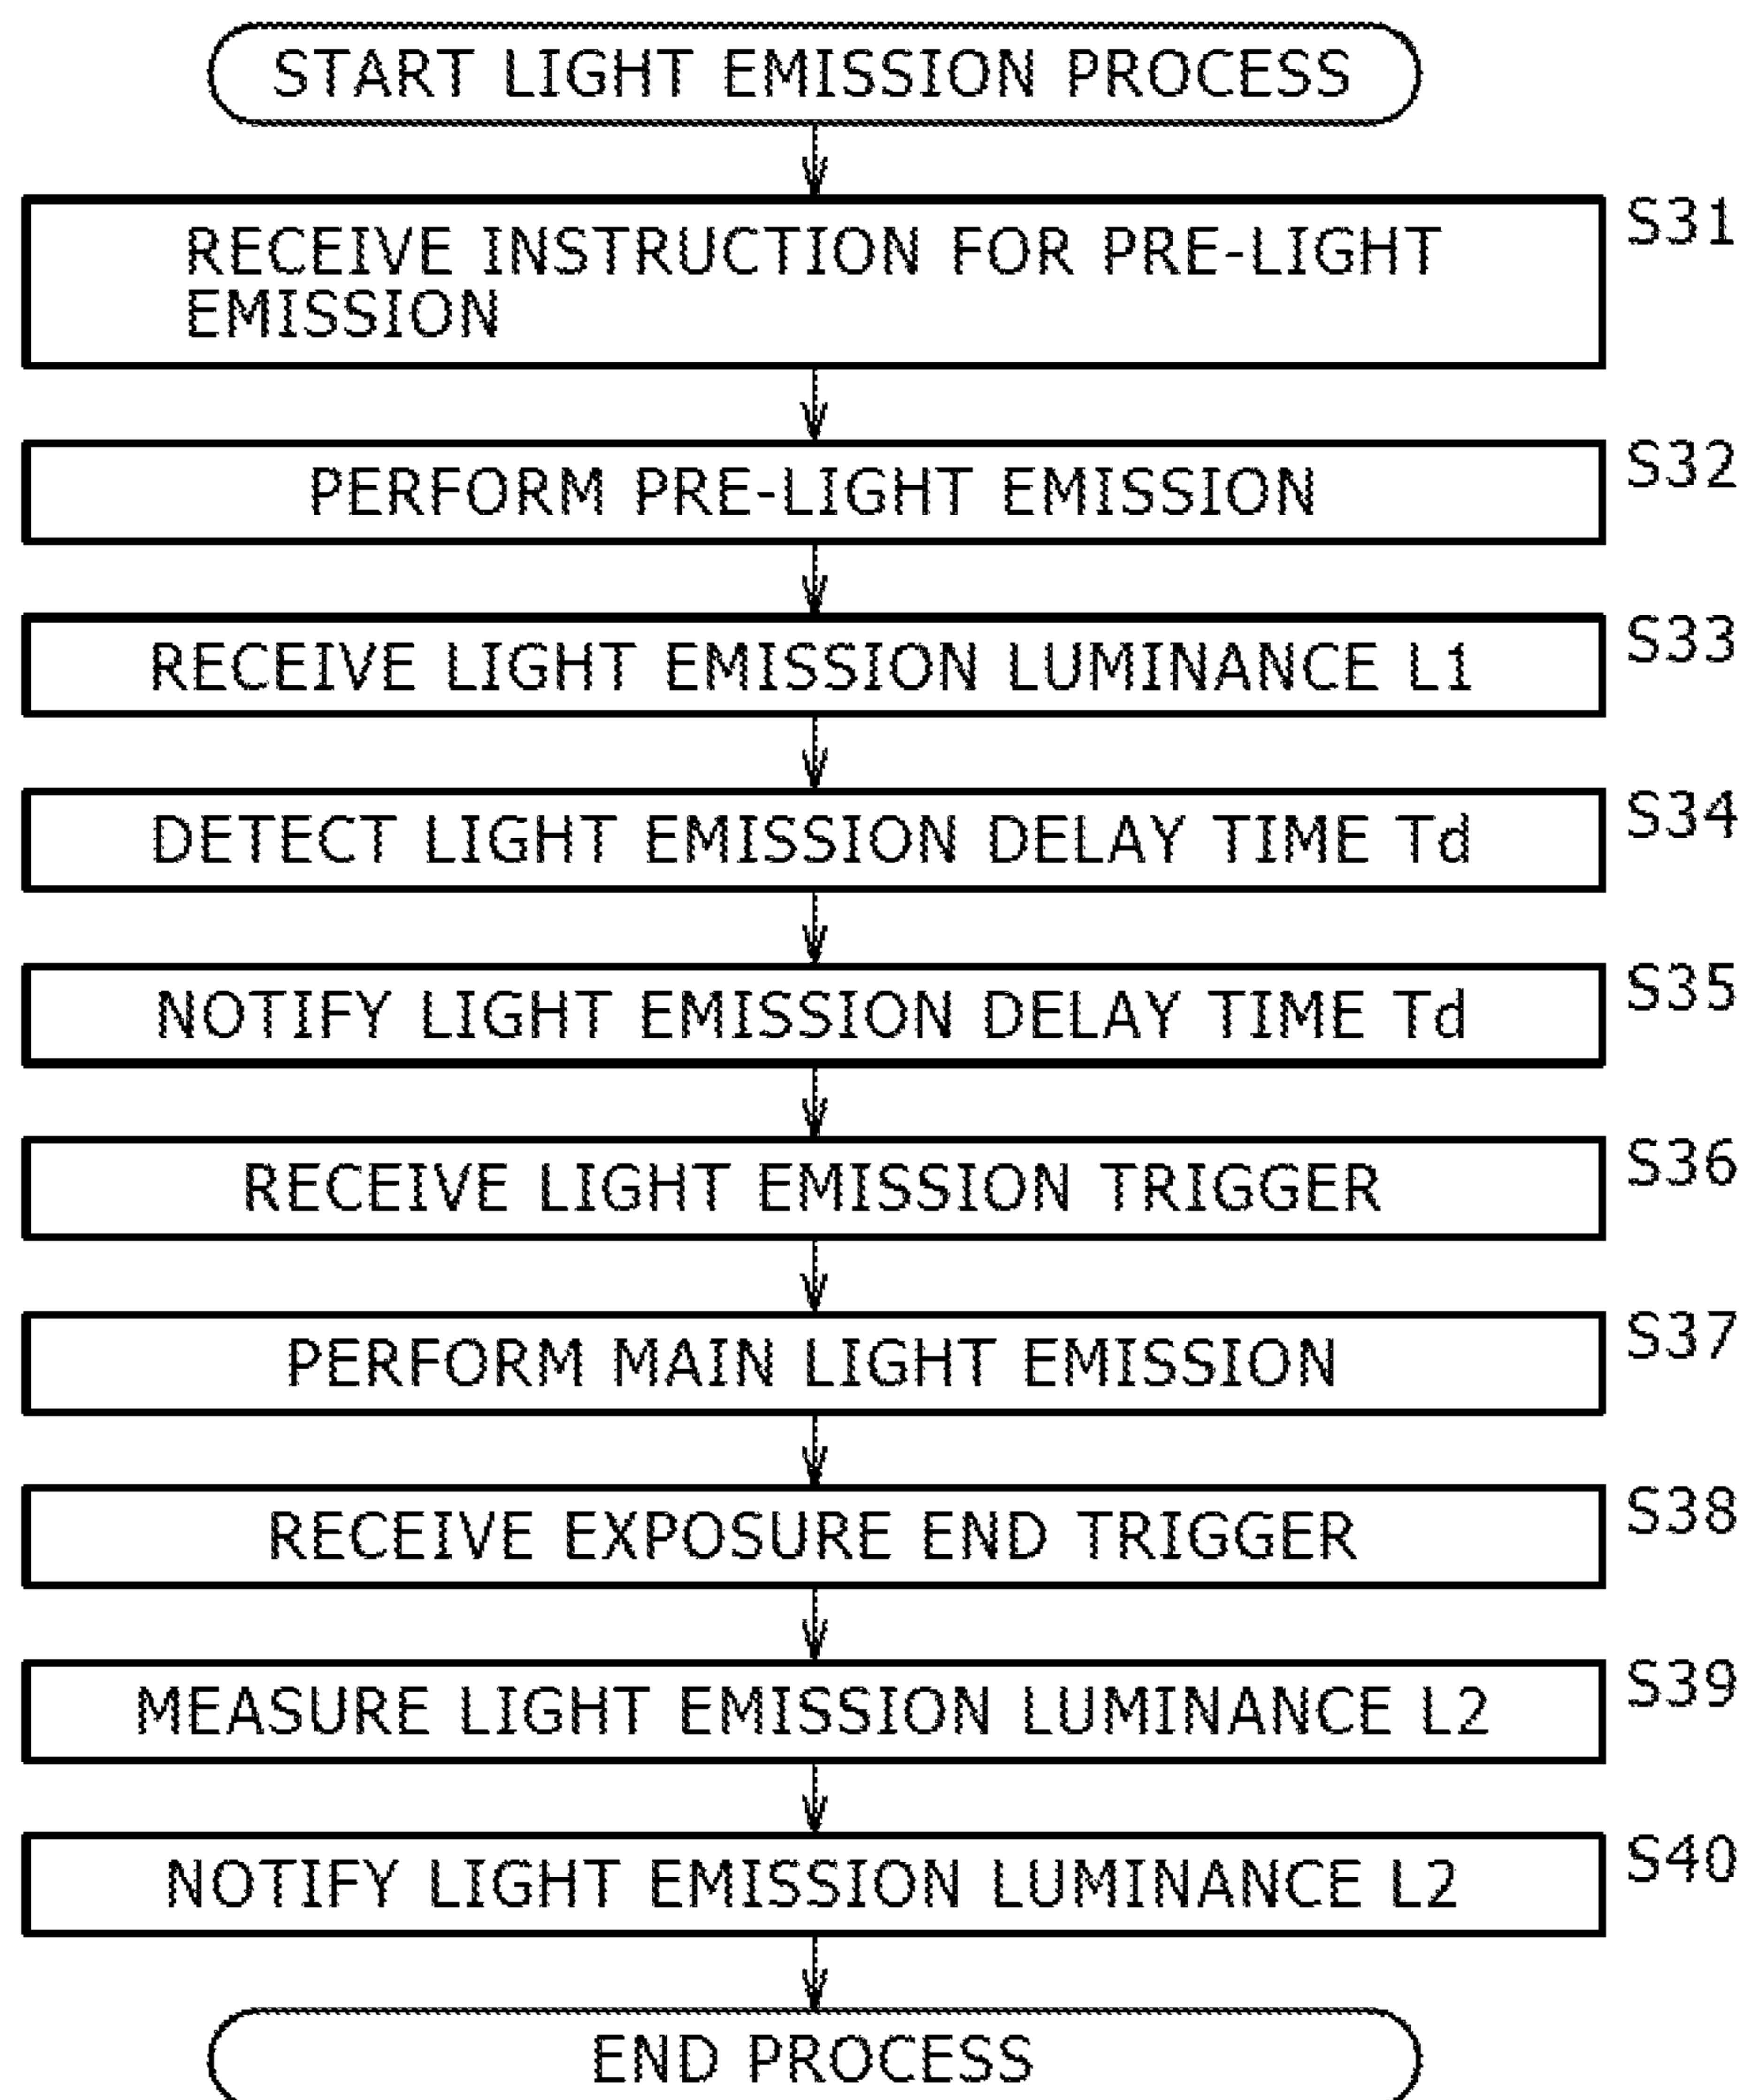 START LIGHT EMISSION PROCESS
S31
RECEIVE INSTRUCTION FOR PRE-LIGHT
EMISSION
S32
PERFORM PRE-LIGHT EMISSION
S33
RECEIVE LIGHT EMISSION LUMINANCE L1
S34
DETECT LIGHT EMISSION DELAY TIME Td
S35
NOTIFY LIGHT EMISSION DELAY TIME Td
S36
RECEIVE LIGHT EMISSION TRIGGER
S37
PERFORM MAIN LIGHT EMISSION
S38
RECEIVE EXPOSURE END TRIGGER
S39
MEASURE LIGHT EMISSION LUMINANCE L2
S40
NOTIFY LIGHT EMISSION LUMINANCE L2
END PROCESS